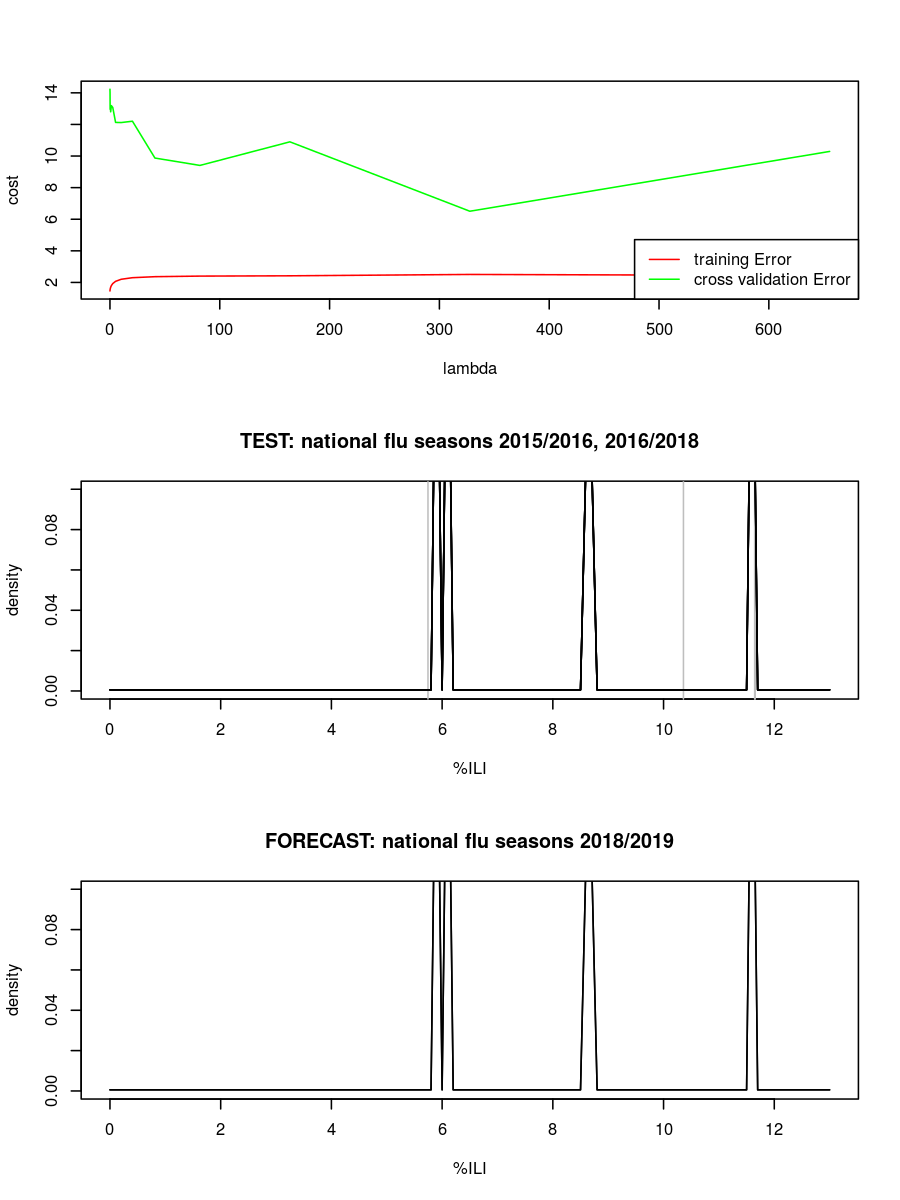 cost
2
4
6
8
10
14
training Error
cross validation Error
0 100 200 300 400 500 600
lambda
TEST: national flu seasons 2015/2016, 2016/2018
density
0.00
0.04
0.08
0 2 4 6 8 10 12
%ILI
FORECAST: national flu seasons 2018/2019
density
0.00
0.04
0.08
0 2 4 6 8 10 12
%ILI